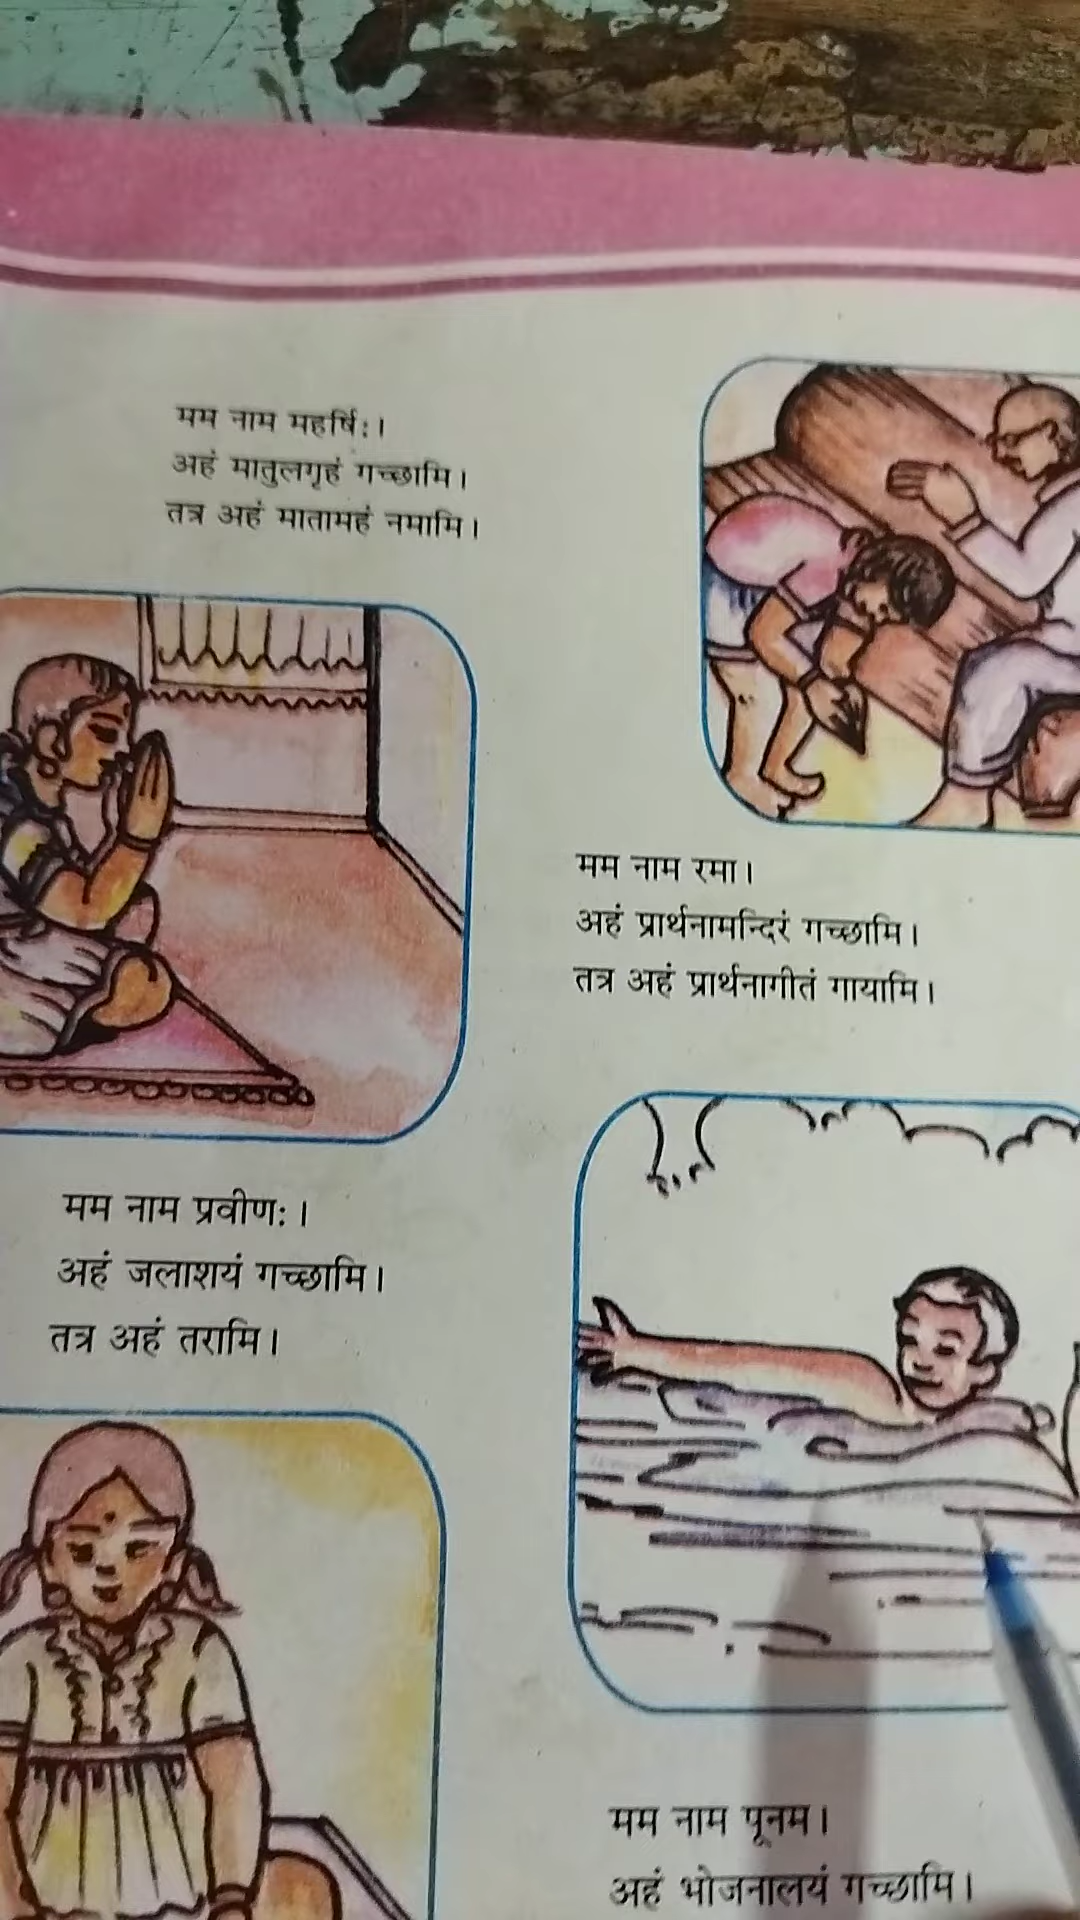 मम नाम महर्षिः।
अहं मातुलगृहं गच्छामि।
तत्र अहं मातामहं नमामि।
मम नाम रमा।
अहं प्रार्थनामन्दिरं गच्छामि।
तत्र अहं प्रार्थनागीतं गायामि।
मम नाम प्रवीणः।
अहं जलाशयं गच्छामि।
तत्र अहं तरामि।
मम नाम पूनम।
अहं भोजनालयं गच्छामि।